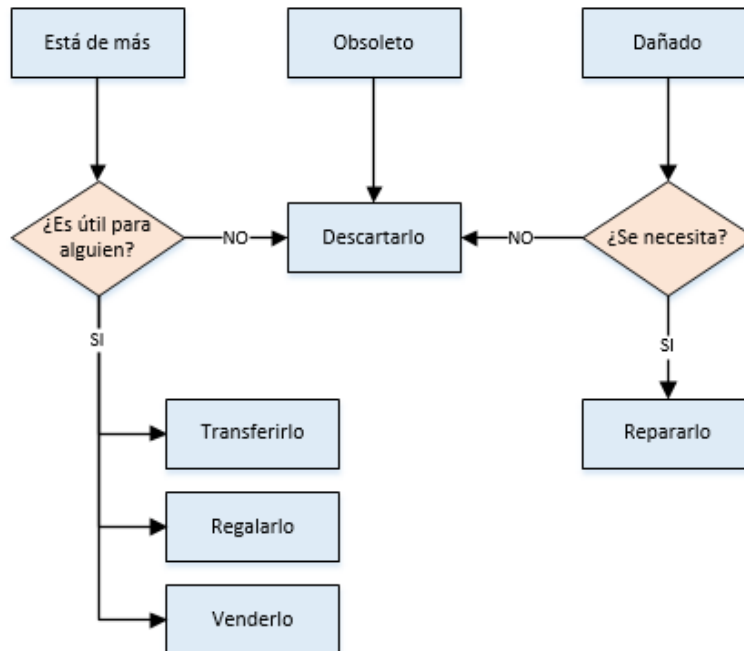 Está de más
Obsoleto
Dañado
¿Es útil para
alguien?
NO
Descartarlo
NO
¿Se necesita?
SI
SI
Transferirlo
Repararlo
Regalarlo
Venderlo